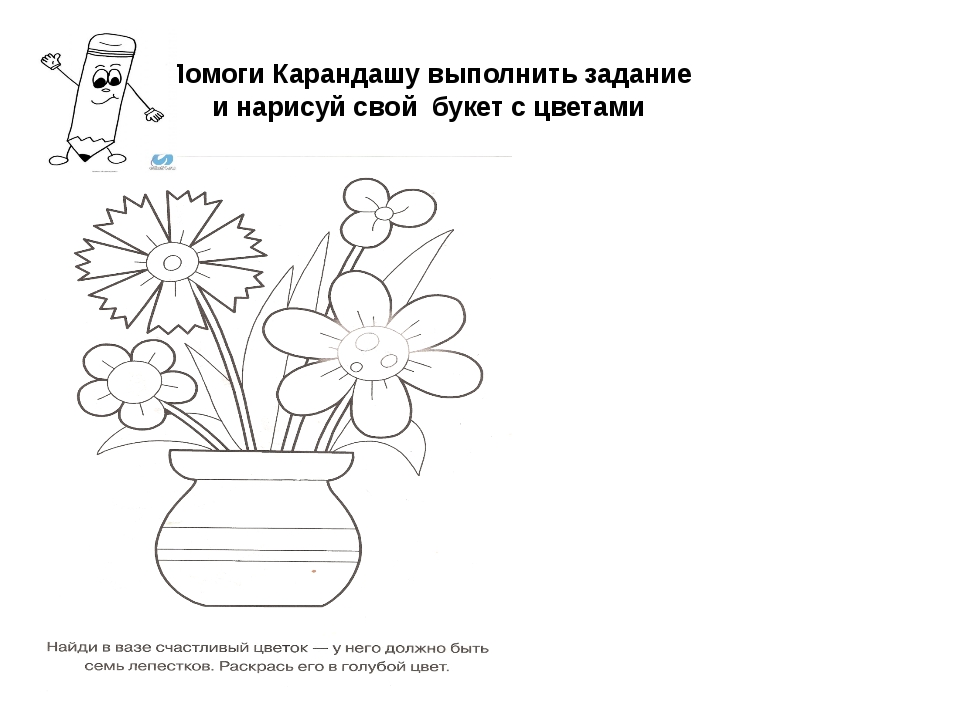 Помоги Карандашу выполнить задание
и нарисуй свой букет с цветами
Найди в вазе счастливый цветок — у него должно быть
семь лепестков. Раскрась его в голубой цвет.